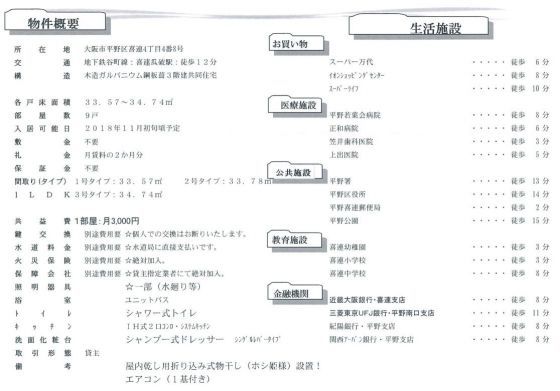 物件概要
所在地 大阪市平野区喜連4丁目4番8号
交通 地下鉄谷町線：喜連瓜破駅：徒歩12分
構造 木造ガルバニウム鋼板葺3階建共同住宅
各戸床面積 33.57～34.74㎡
部屋数 9戸
入居可能日 2018年11月初旬頃予定
敷金 不要
礼金 月賃料の2か月分
保証金 不要
間取り(タイプ) 1号タイプ：33.57㎡ 2号タイプ：33.78㎡
1LDK 3号タイプ：34.74㎡
共益費 1部屋：月3,000円
鍵交換 別途費用要 ☆個人での交換はお断りいたします。
水道料金 別途費用要 ☆水道局に直接支払いです。
火災保険 別途費用要 ☆絶対加入。
保障会社 別途費用要 ☆貸主指定業者にて絶対加入。
照明器具 ☆一部（水廻り等）
浴室 ユニットバス
トイレ シャワー式トイレ
キッチン IH式2口コンロ・システムキッチン
洗面化粧台 シャンプー式ドレッサー シングルレバータイプ
取引形態 貸主
備考 屋内乾し用折り込み式物干し（ホシ姫様）設置！
エアコン（1基付き）
生活施設
お買い物
スーパー万代 ・・・・・徒歩 6分
イオンショッピングセンター ・・・・・徒歩 8分
スーパーライフ ・・・・・徒歩 10分
医療施設
平野若葉会病院 ・・・・・徒歩 8分
正和病院 ・・・・・徒歩 6分
笠井歯科医院 ・・・・・徒歩 3分
上出医院 ・・・・・徒歩 5分
公共施設
平野署 ・・・・・徒歩 13分
平野区役所 ・・・・・徒歩 14分
平野喜連郵便局 ・・・・・徒歩 2分
平野公園 ・・・・・徒歩 15分
教育施設
喜連幼稚園 ・・・・・徒歩 3分
喜連小学校 ・・・・・徒歩 3分
喜連中学校 ・・・・・徒歩 8分
金融機関
近畿大阪銀行・喜連支店 ・・・・・徒歩 8分
三菱東京UFJ銀行・平野南口支店 ・・・・・徒歩 11分
紀陽銀行・平野支店 ・・・・・徒歩 8分
関西アーバン銀行・平野支店 ・・・・・徒歩 8分